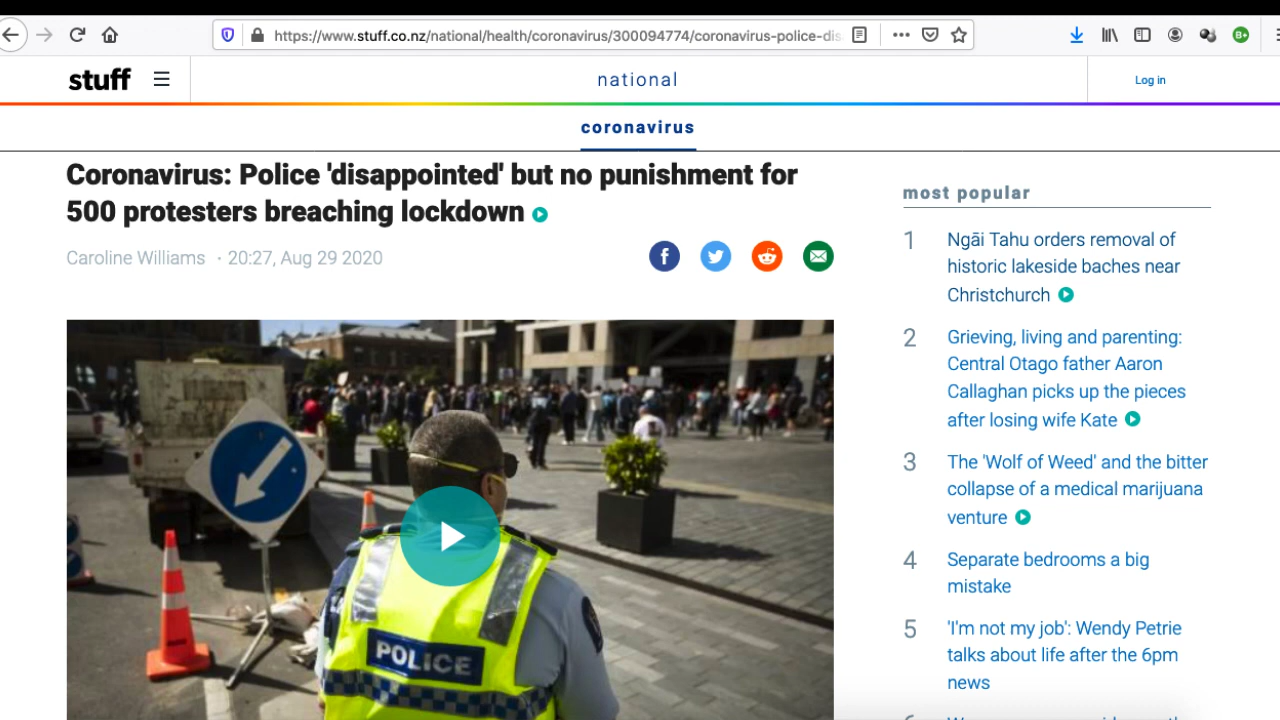 https://www.stuff.co.nz/national/health/coronavirus/300094774/coronavirus-police-dis
stuff
national
Log in
coronavirus
Coronavirus: Police 'disappointed' but no punishment for
500 protesters breaching lockdown
Caroline Williams · 20:27, Aug 29 2020
most popular
1 Ngāi Tahu orders removal of
historic lakeside baches near
Christchurch
2 Grieving, living and parenting:
Central Otago father Aaron
Callaghan picks up the pieces
after losing wife Kate
3 The 'Wolf of Weed' and the bitter
collapse of a medical marijuana
venture
4 Separate bedrooms a big
mistake
5 'I'm not my job': Wendy Petrie
talks about life after the 6pm
news
POLICE